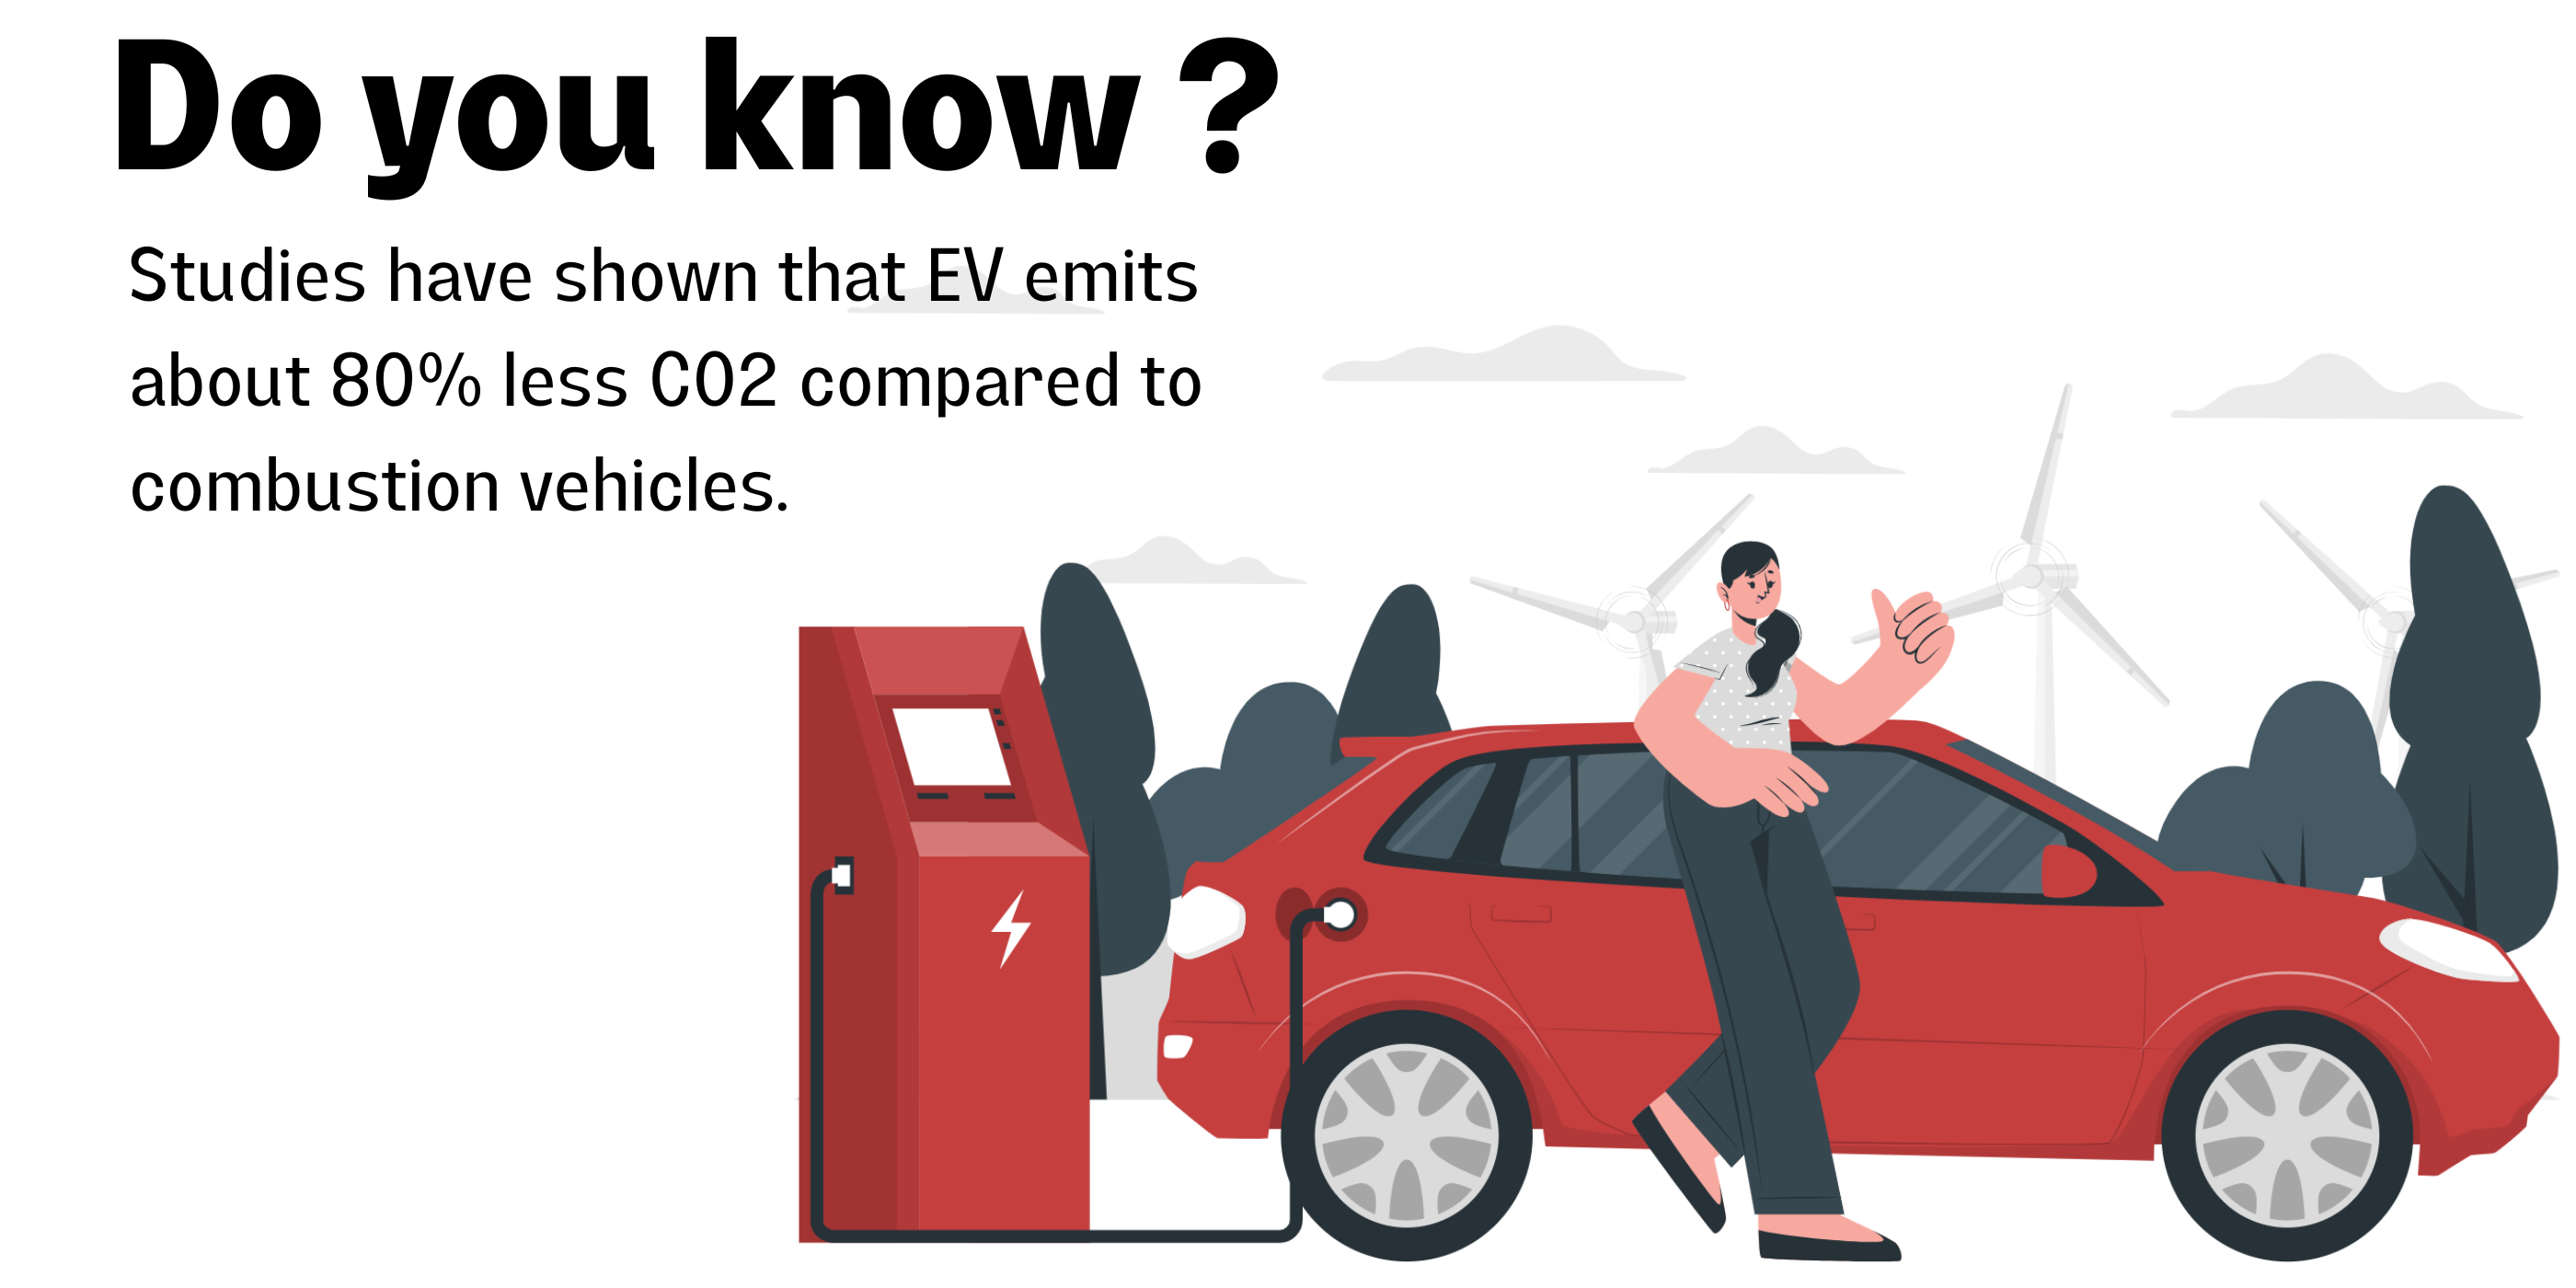 Do you know ?
Studies have shown that EV emits
about 80% less CO2 compared to
combustion vehicles.